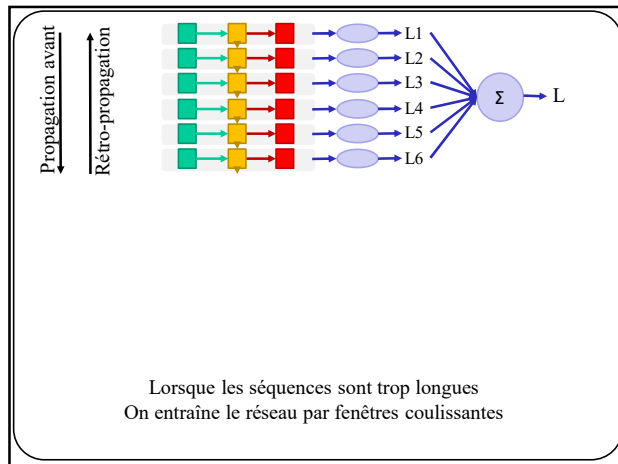 Propagation avant
Rétro-propagation
L1
L2
L3
L4
L5
L6
Σ
L
Lorsque les séquences sont trop longues
On entraîne le réseau par fenêtres coulissantes